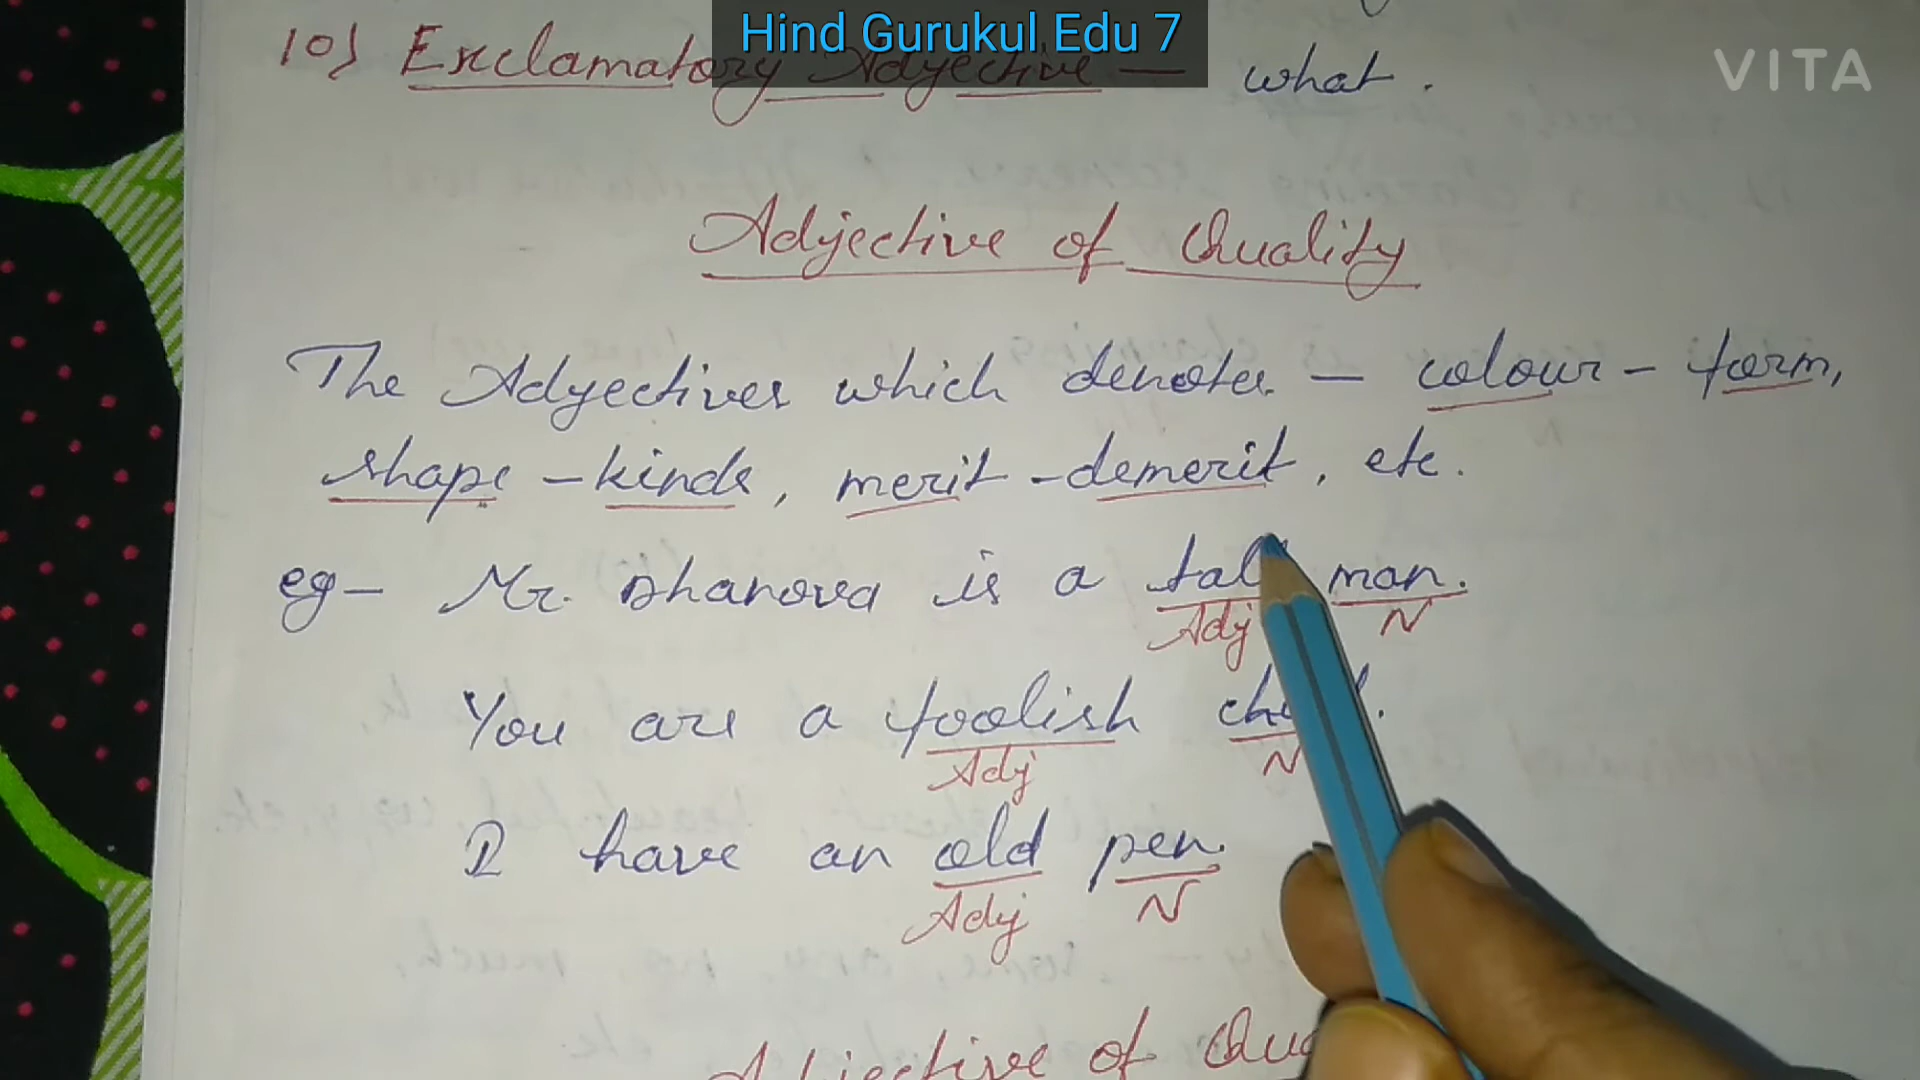 Hind Gurukul Edu 7
VITA
10) Exclamatory Adjective — what.
Adjective of Quality
The Adjectives which denotes — colour - form,
shape - kinds, merit - demerit, etc.
eg - Mr. is a tall man.
Adj N
You are a foolish child.
Adj N
I have an old pen.
Adj N
Adjective of